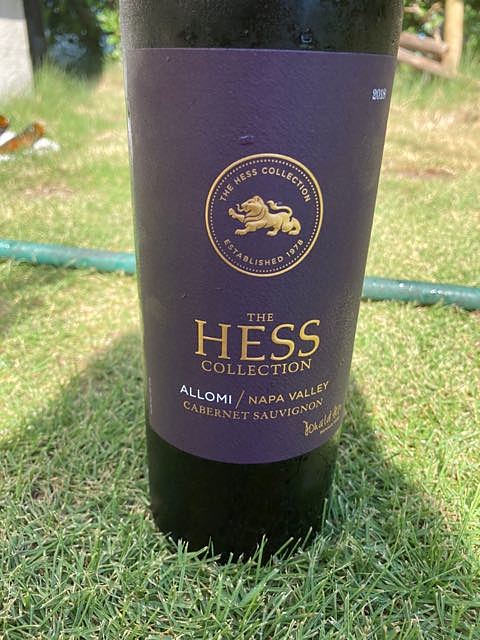 2018
THE HESS COLLECTION
ESTABLISHED 1978
THE
HESS
COLLECTION
ALLOMI / NAPA VALLEY
CABERNET SAUVIGNON